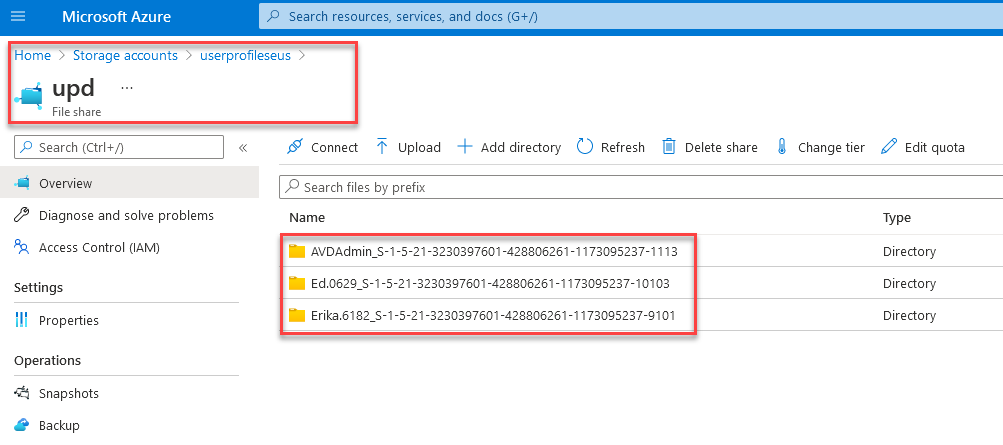 Microsoft Azure
Search resources, services, and docs (G+/)
Home > Storage accounts > userprofileseus >
upd ...
File share
Search (Ctrl+/)
«
Connect Upload Add directory Refresh Delete share Change tier Edit quota
Overview
Diagnose and solve problems
Access Control (IAM)
Settings
Properties
Operations
Snapshots
Backup
Search files by prefix
Name Type
AVDAdmin_S-1-5-21-3230397601-428806261-1173095237-1113 Directory
Ed.0629_S-1-5-21-3230397601-428806261-1173095237-10103 Directory
Erika.6182_S-1-5-21-3230397601-428806261-1173095237-9101 Directory